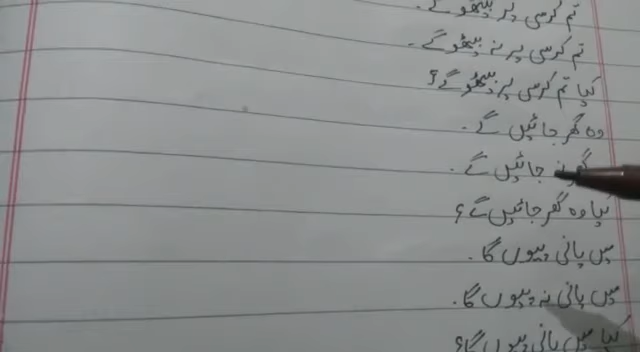 تم کرسی پر بیٹھو گے۔
تم کرسی پر نہ بیٹھو گے۔
کیا تم کرسی پر بیٹھو گے؟
وہ گھر جائیں گے۔
گھر نہ جائیں گے۔
کیا وہ گھر جائیں گے؟
میں پانی پیوں گا۔
میں پانی نہ پیوں گا۔
کیا میں پانی پیوں گا؟